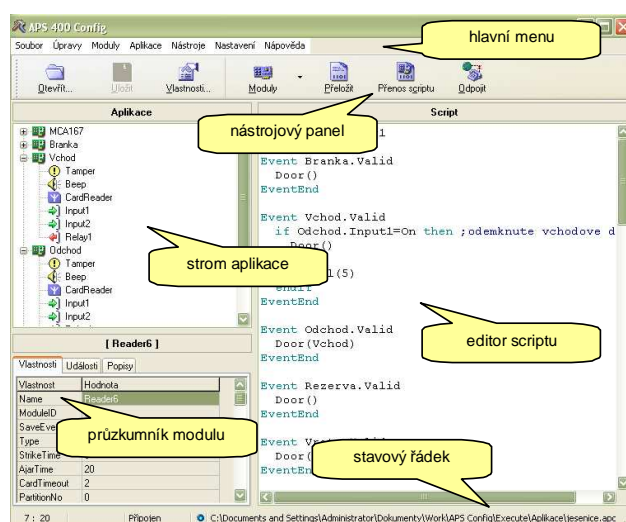 APS 400 Config
Soubor Úpravy Moduly Aplikace Nástroje Nastavení Nápověda
hlavní menu
Otevřít... Uložit Vlastnosti... Moduly Přeložit Přenos scriptu Odpojit
Aplikace
Script
nástrojový panel
MCA167
Branka
Vchod
Tamper
Beep
CardReader
Input1
Input2
Relay1
Odchod
Tamper
Beep
CardReader
Input1
Input2
strom aplikace
Event Branka.Valid
Door()
EventEnd
Event Vchod.Valid
if Odchod.Input1=On then ;odemknute vchodove d
Door()
l(5)
endif
EventEnd
Event Odchod.Valid
Door(Vchod)
EventEnd
Event Rezerva.Valid
Door()
EventEnd
Event
Door()
EventEnd
editor scriptu
[ Reader6 ]
Vlastnosti Události Popisy
Vlastnost Hodnota
Name Reader6
ModuleID
SaveEve
Type
StrikeTime
AjarTime 20
CardTimeout 2
PartitionNo 0
průzkumník modulu
stavový řádek
7 : 20 Připojen C:\Documents and Settings\Administrator\Dokumenty\Work\APS Config\Execute\Aplikace\jesenice.apc